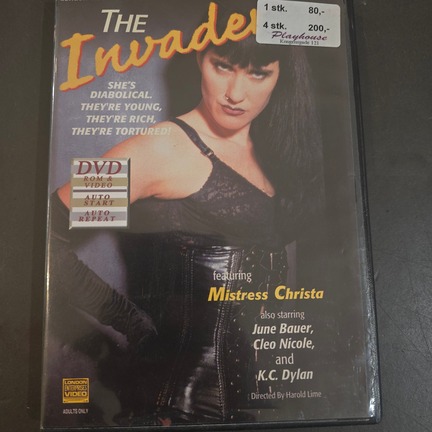 THE
Invade
1 stk. 80,-
4 stk. 200,-
Playhouse
SHE'S
DIABOLICAL.
THEY'RE YOUNG,
THEY'RE RICH,
THEY'RE TORTURED!
DVD
ROM &
VIDEO
AUTO
START
AUTO
REPEAT
featuring
Mistress Christa
also starring
June Bauer,
Cleo Nicole,
and
K.C. Dylan
Directed By Harold Lime
LONDON
ENTERPRISES
VIDEO
ADULTS ONLY